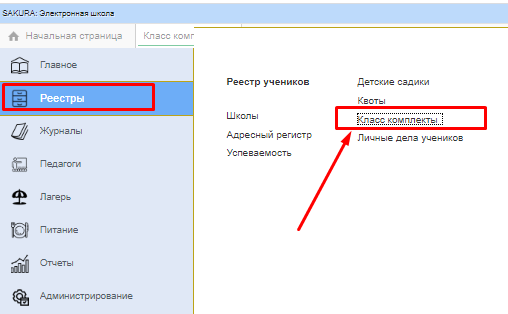 SAKURA: Электронная школа
Начальная страница
Класс комп
Главное
Реестры
Журналы
Педагоги
Лагерь
Питание
Отчеты
Администрирование
Реестр учеников
Школы
Адресный регистр
Успеваемость
Детские садики
Квоты
Класс комплекты
Личные дела учеников